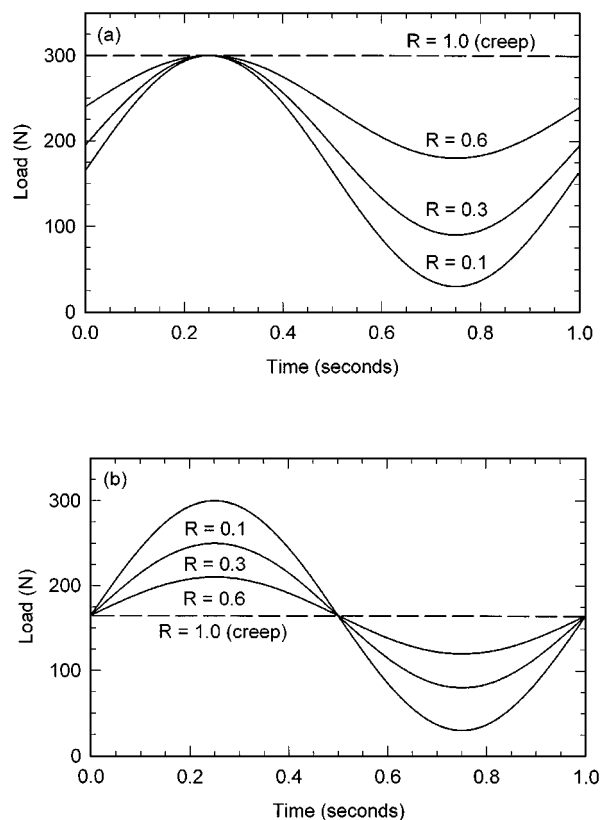 (a)
R = 1.0 (creep)
300
R = 0.6
200
R = 0.3
100
R = 0.1
0
0.0 0.2 0.4 0.6 0.8 1.0
Load (N)
Time (seconds)
(b)
300
R = 0.1
R = 0.3
200
R = 0.6
R = 1.0 (creep)
100
0
0.0 0.2 0.4 0.6 0.8 1.0
Load (N)
Time (seconds)